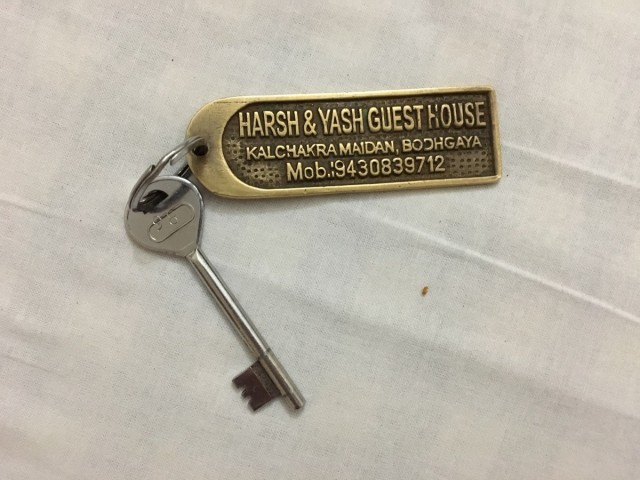 HARSH & YASH GUEST HOUSE
KALCHAKRA MAIDAN, BODHGAYA
Mob.:9430839712